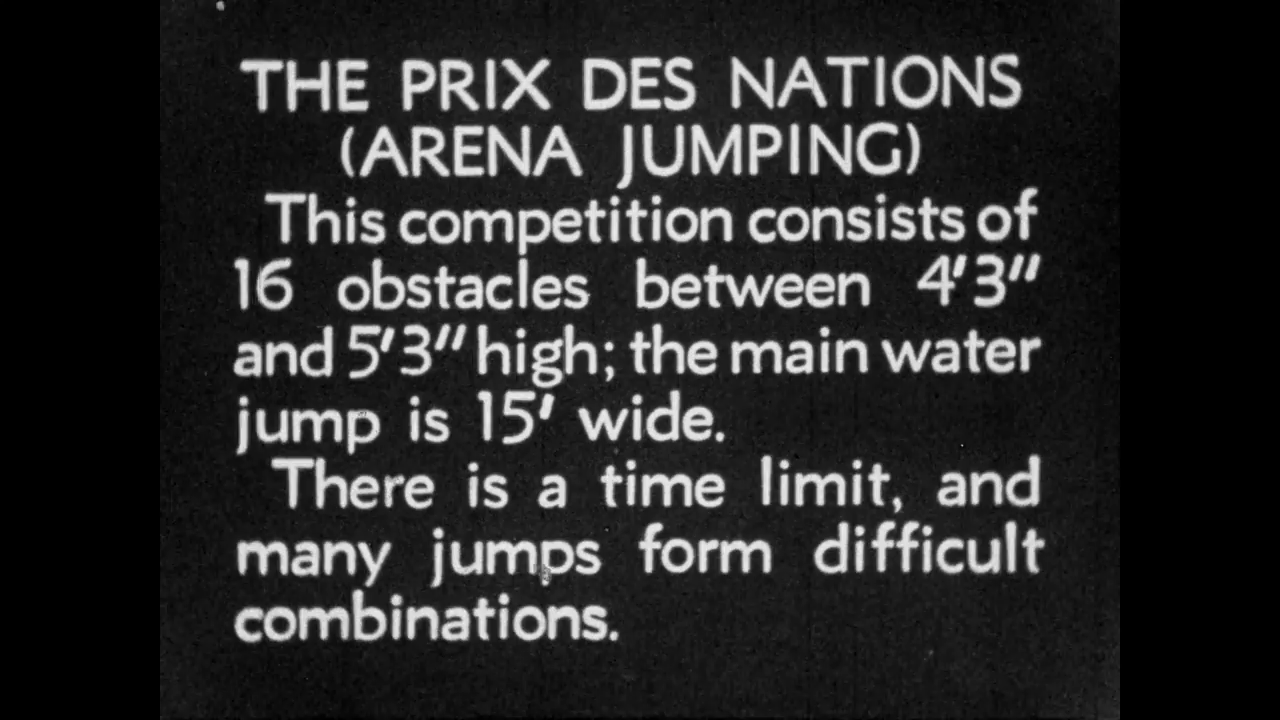 THE PRIX DES NATIONS
(ARENA JUMPING)
This competition consists of
16 obstacles between 4'3"
and 5'3" high; the main water
jump is 15' wide.
There is a time limit, and
many jumps form difficult
combinations.